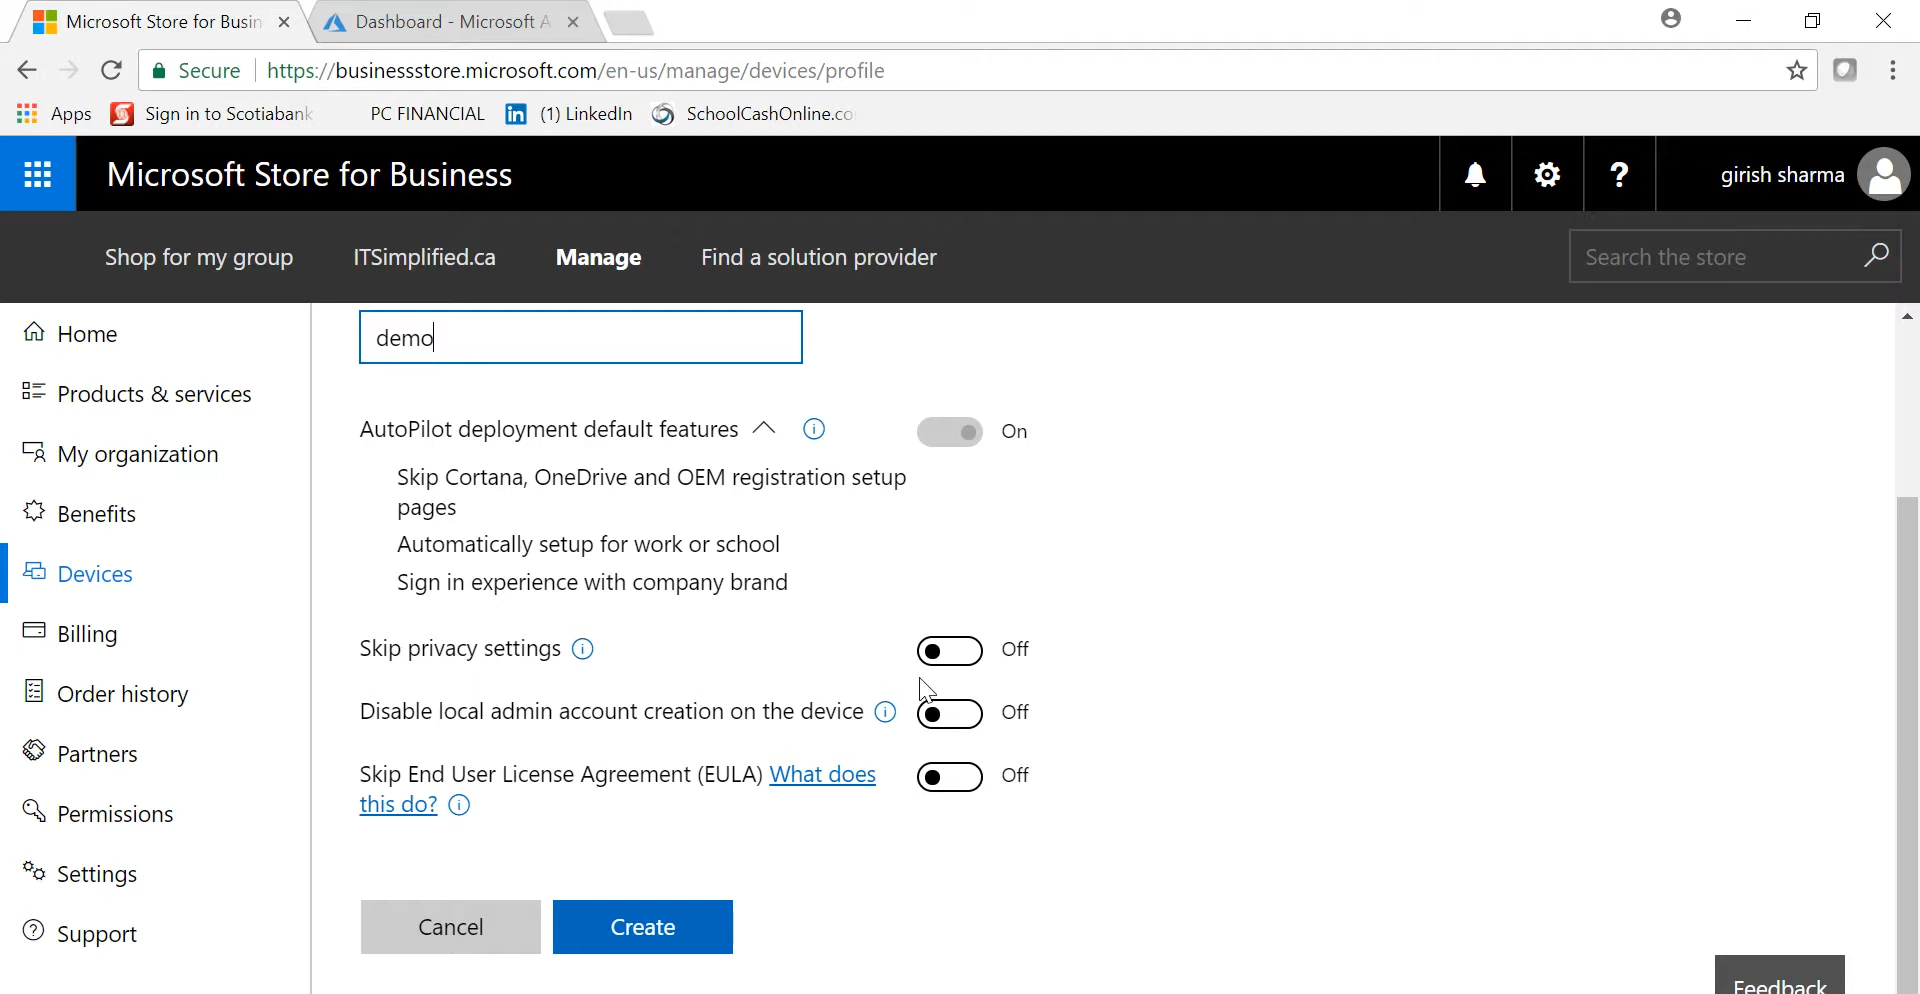 Microsoft Store for Busin
Dashboard - Microsoft A
Secure
https://businessstore.microsoft.com/en-us/manage/devices/profile
Apps
Sign in to Scotiabank
PC FINANCIAL
in
(1) LinkedIn
SchoolCashOnline.co
Microsoft Store for Business
?
girish sharma
Shop for my group
ITSimplified.ca
Manage
Find a solution provider
Search the store
Home
Products & services
My organization
Benefits
Devices
Billing
Order history
Partners
Permissions
Settings
Support
demo
AutoPilot deployment default features
On
Skip Cortana, OneDrive and OEM registration setup
pages
Automatically setup for work or school
Sign in experience with company brand
Skip privacy settings
Off
Disable local admin account creation on the device
Off
Skip End User License Agreement (EULA) What does
this do?
Off
Cancel
Create
Feedback